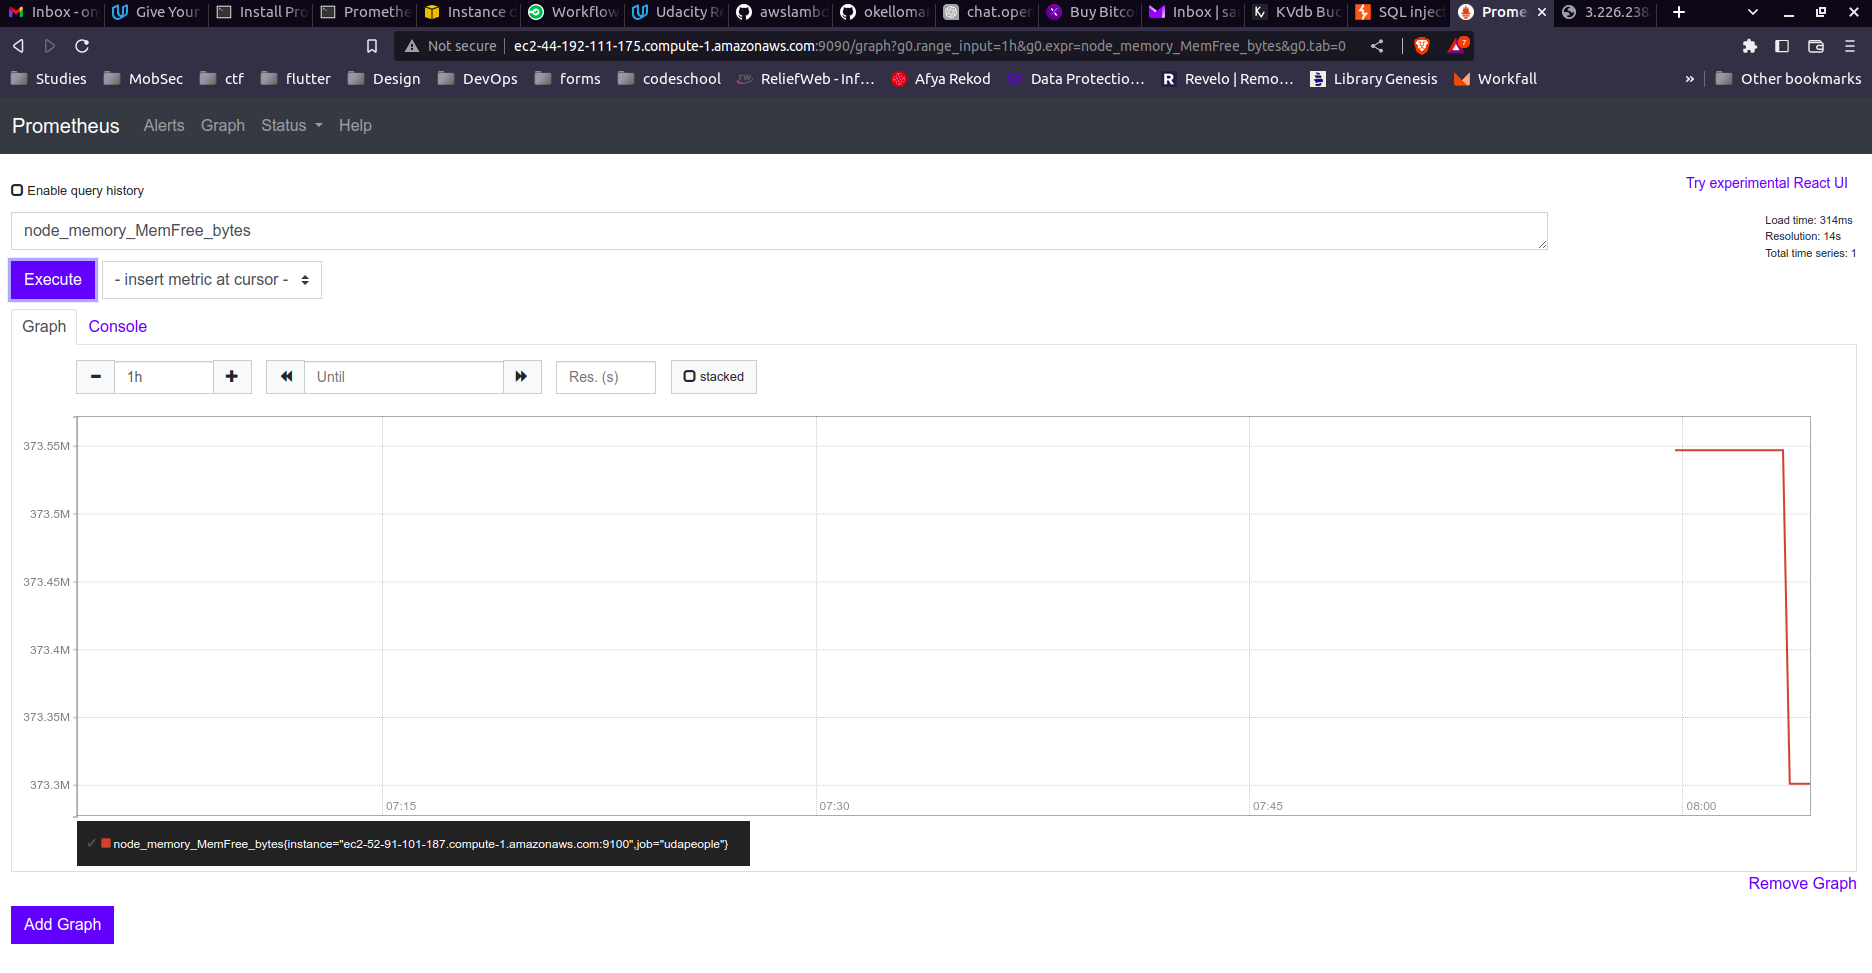 Inbox - on
Give Your
Install Pro
Promethe
Instance
Workflow
Udacity Re
awslambd
okelloman
chat.open
Buy Bitco
Inbox | sa
KVdb Buc
SQL inject
Prome
3.226.238.
Not secure
ec2-44-192-111-175.compute-1.amazonaws.com:9090/graph?g0.range_input=1h&g0.expr=node_memory_MemFree_bytes&g0.tab=0
7
Studies
MobSec
ctf
flutter
Design
DevOps
forms
codeschool
ReliefWeb - Inf...
Afya Rekod
Data Protectio...
Revelo | Remo...
Library Genesis
Workfall
»
Other bookmarks
Prometheus
Alerts
Graph
Status
Help
Enable query history
Try experimental React UI
node_memory_MemFree_bytes
Load time: 314ms
Resolution: 14s
Total time series: 1
Execute
- insert metric at cursor -
Graph
Console
1h
Until
Res. (s)
stacked
373.55M
373.5M
373.45M
373.4M
373.35M
373.3M
07:15
07:30
07:45
08:00
node_memory_MemFree_bytes{instance="ec2-52-91-101-187.compute-1.amazonaws.com:9100",job="udapeople"}
Remove Graph
Add Graph